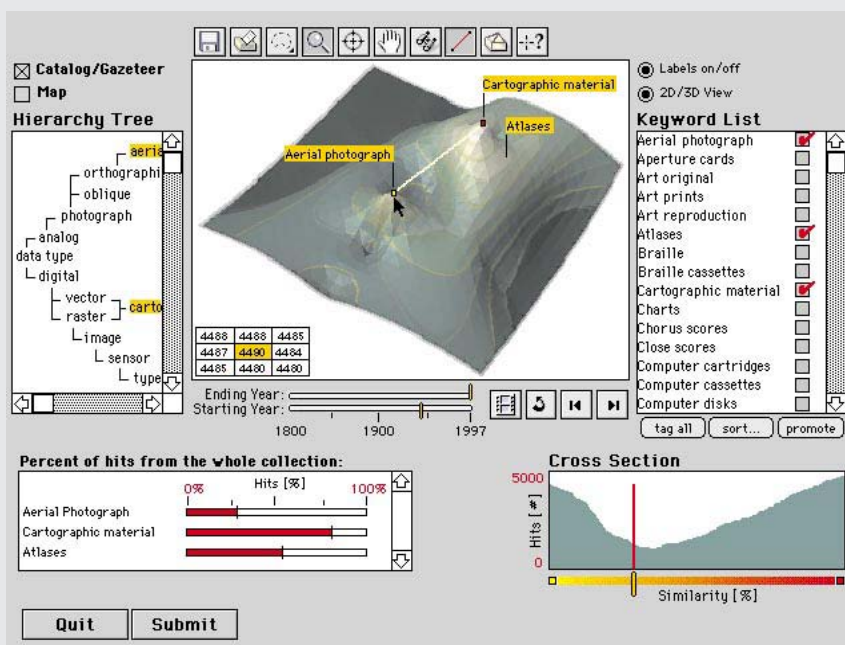 Catalog/Gazeteer
Map
Hierarchy Tree
aeria
orthographi
oblique
photograph
analog
data type
digital
vector
raster
carto
image
sensor
type
?
Cartographic material
Atlases
Aerial photograph
4488 4488 4485
4487 4490 4484
4485 4480 4480
Ending Year:
Starting Year:
1800 1900 1997
Labels on/off
2D/3D View
Keyword List
Aerial photograph
Aperture cards
Art original
Art prints
Art reproduction
Atlases
Braille
Braille cassettes
Cartographic material
Charts
Chorus scores
Close scores
Computer cartridges
Computer cassettes
Computer disks
tag all sort... promote
Percent of hits from the whole collection:
0% Hits [%] 100%
Aerial Photograph
Cartographic material
Atlases
Cross Section
5000
Hits [#]
0
Similarity [%]
Quit Submit